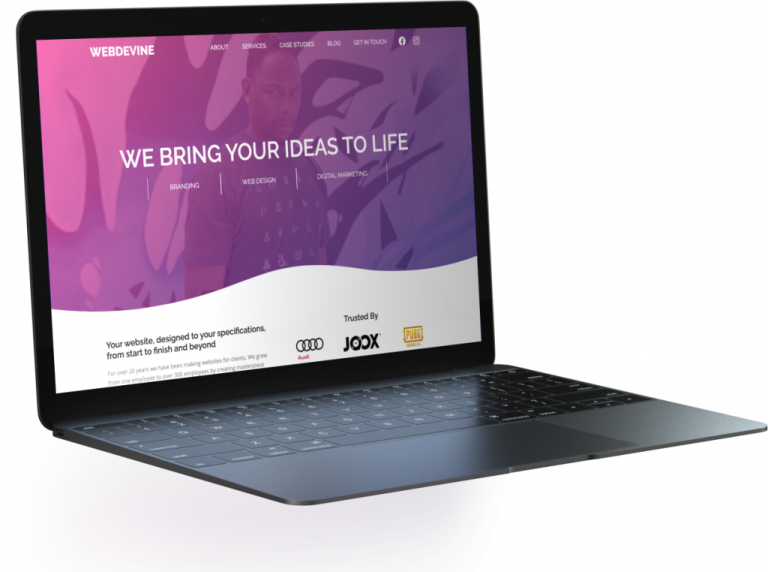 WEBDEVINE
ABOUT SERVICES CASE STUDIES BLOG GET IN TOUCH
WE BRING YOUR IDEAS TO LIFE
BRANDING WEB DESIGN DIGITAL MARKETING
Trusted By
Your website, designed to your specifications,
from start to finish and beyond
Audi
JOOX
PUBG
For over 20 years we have been making websites for clients. We grew
from one employee to over 300 employees by creating masterpiece